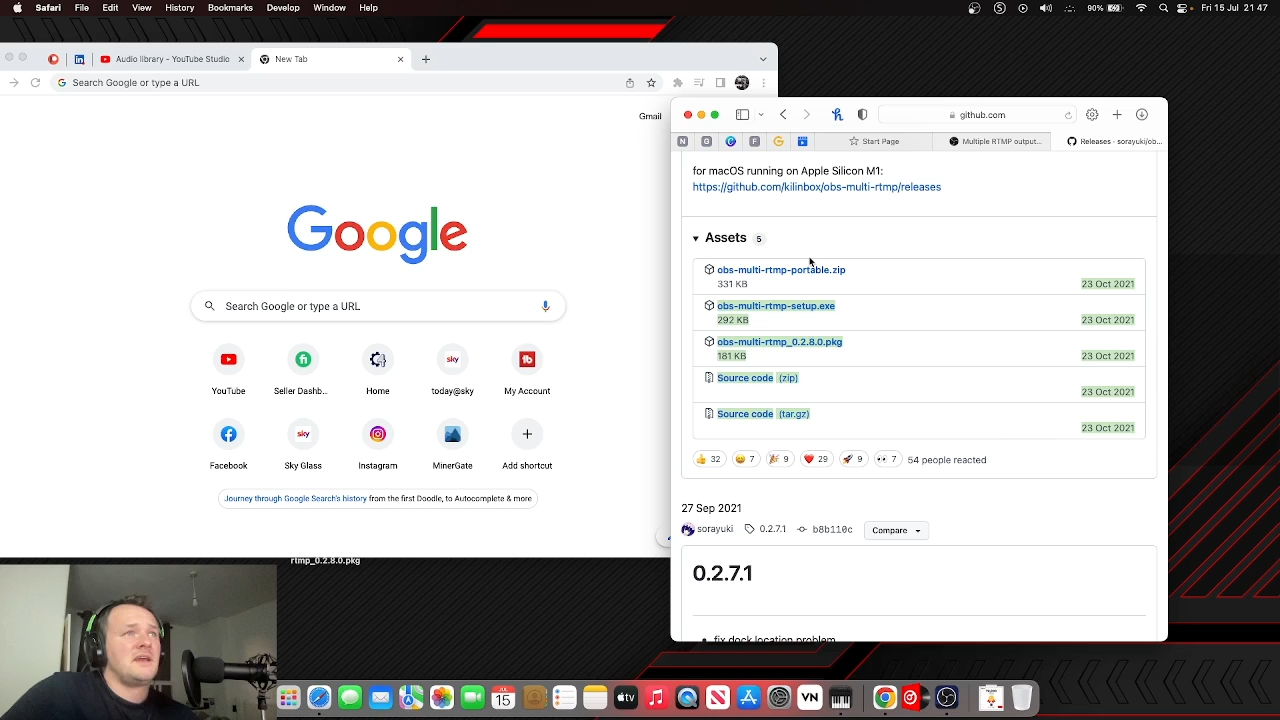 Safari File Edit View History Bookmarks Develop Window Help
90% Fri 15 Jul 21:47
Audio library - YouTube Studio New Tab
Search Google or type a URL
Gmail
Google
Search Google or type a URL
YouTube Seller Dashb... Home today@sky My Account
Facebook Sky Glass Instagram MinerGate Add shortcut
Journey through Google Search's history from the first Doodle, to Autocomplete & more
rtmp_0.2.8.0.pkg
github.com
Start Page Multiple RTMP output... Releases · sorayuki/ob...
for macOS running on Apple Silicon M1:
https://github.com/kilinbox/obs-multi-rtmp/releases
Assets 5
obs-multi-rtmp-portable.zip
331 KB 23 Oct 2021
obs-multi-rtmp-setup.exe
292 KB 23 Oct 2021
obs-multi-rtmp_0.2.8.0.pkg
181 KB 23 Oct 2021
Source code (zip)
23 Oct 2021
Source code (tar.gz)
23 Oct 2021
32 7 9 29 9 7 54 people reacted
27 Sep 2021
sorayuki 0.2.7.1 b8b110c Compare
0.2.7.1
fix dock location problem
JUL
15
tv
VN